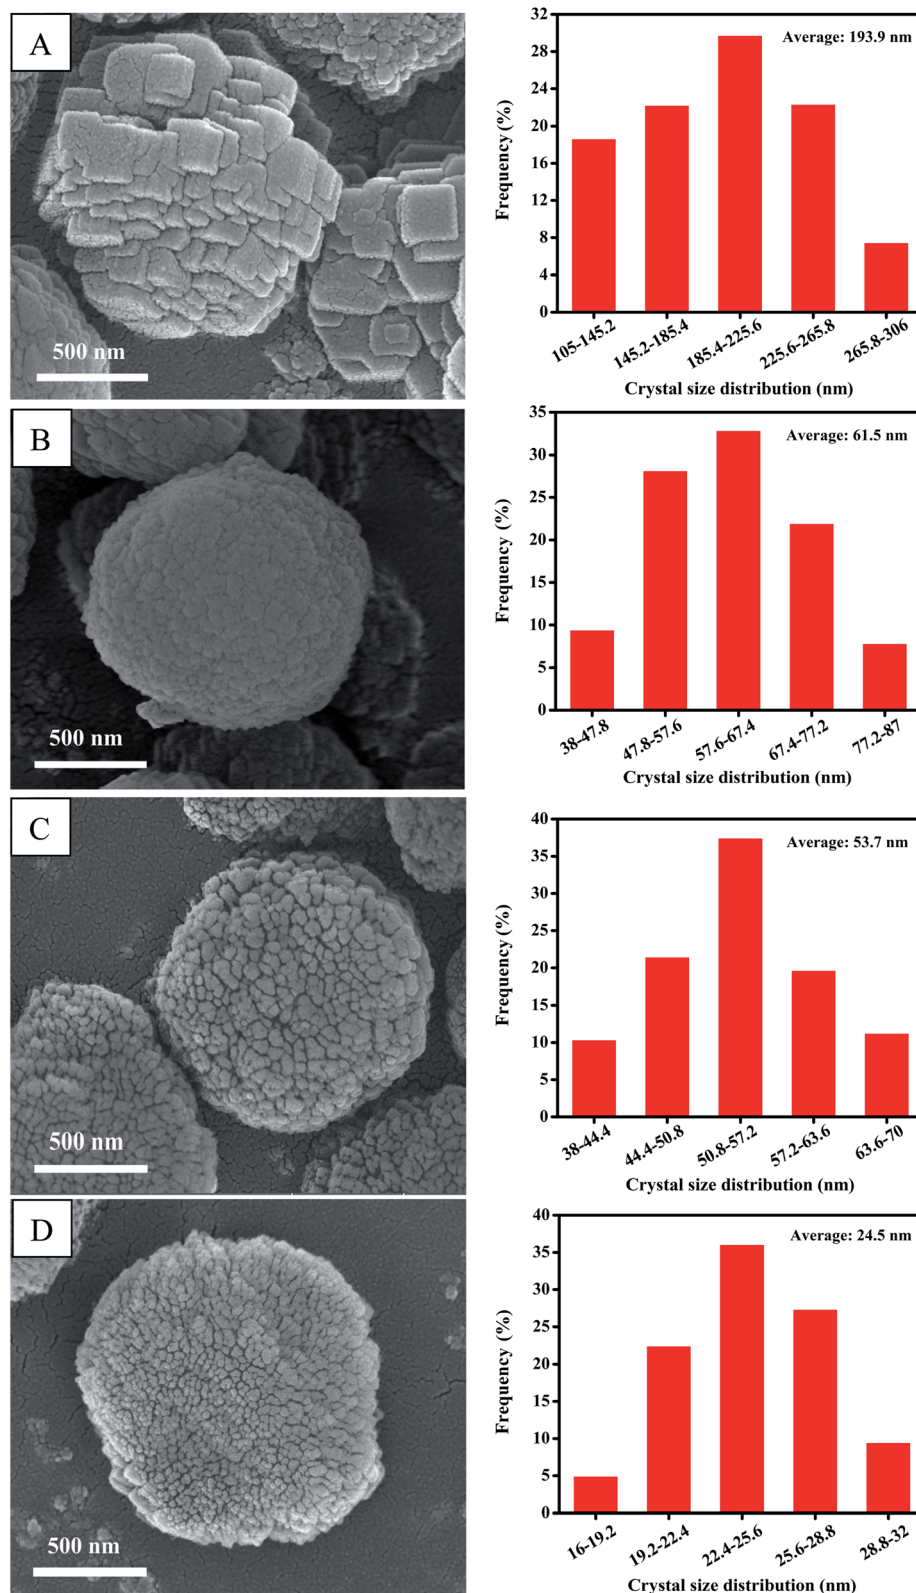 A
500 nm
32
28
24
20
16
12
8
4
0
Frequency (%)
Average: 193.9 nm
105-145.2
145.2-185.4
185.4-225.6
225.6-265.8
265.8-306
Crystal size distribution (nm)
B
500 nm
35
30
25
20
15
10
5
0
Frequency (%)
Average: 61.5 nm
38-47.8
47.8-57.6
57.6-67.4
67.4-77.2
77.2-87
Crystal size distribution (nm)
C
500 nm
40
35
30
25
20
15
10
5
0
Frequency (%)
Average: 53.7 nm
38-44.4
44.4-50.8
50.8-57.2
57.2-63.6
63.6-70
Crystal size distribution (nm)
D
500 nm
40
35
30
25
20
15
10
5
0
Frequency (%)
Average: 24.5 nm
16-19.2
19.2-22.4
22.4-25.6
25.6-28.8
28.8-32
Crystal size distribution (nm)